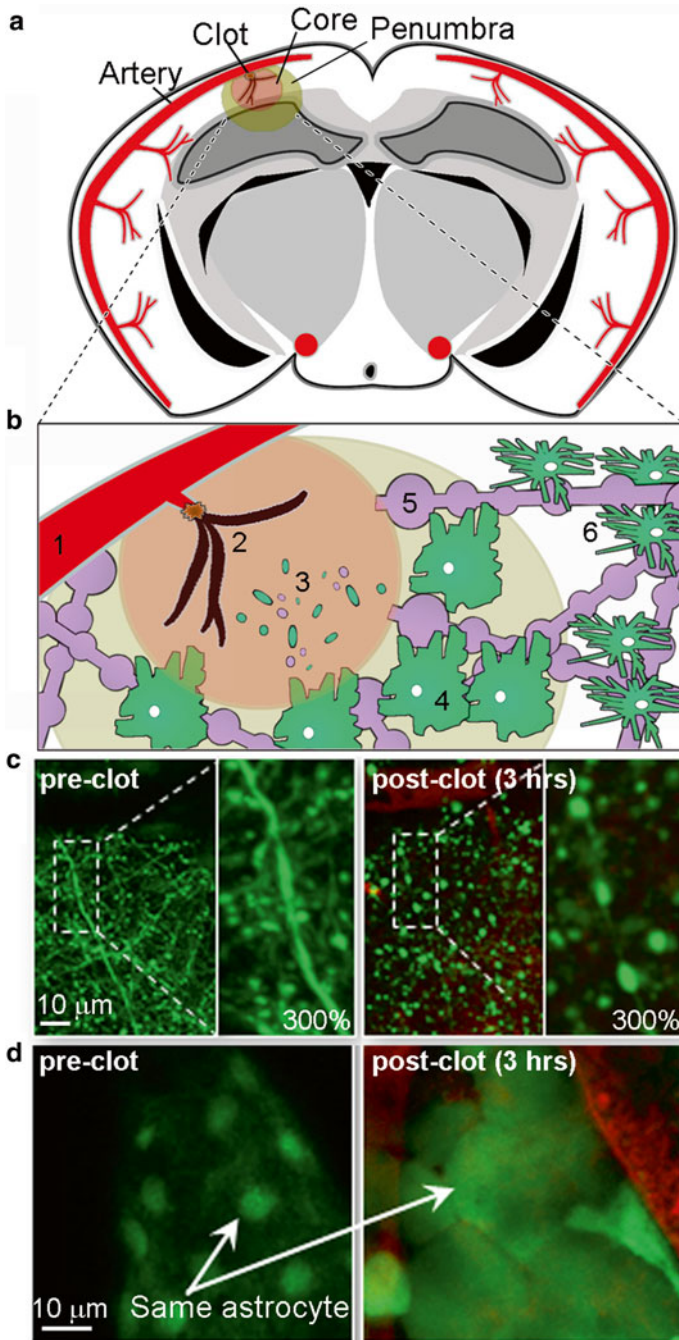 a
Clot
Core
Penumbra
Artery
b
1
2
3
4
5
6
c
pre-clot
post-clot (3 hrs)
10 μm
300%
300%
d
pre-clot
post-clot (3 hrs)
Same astrocyte
10 μm